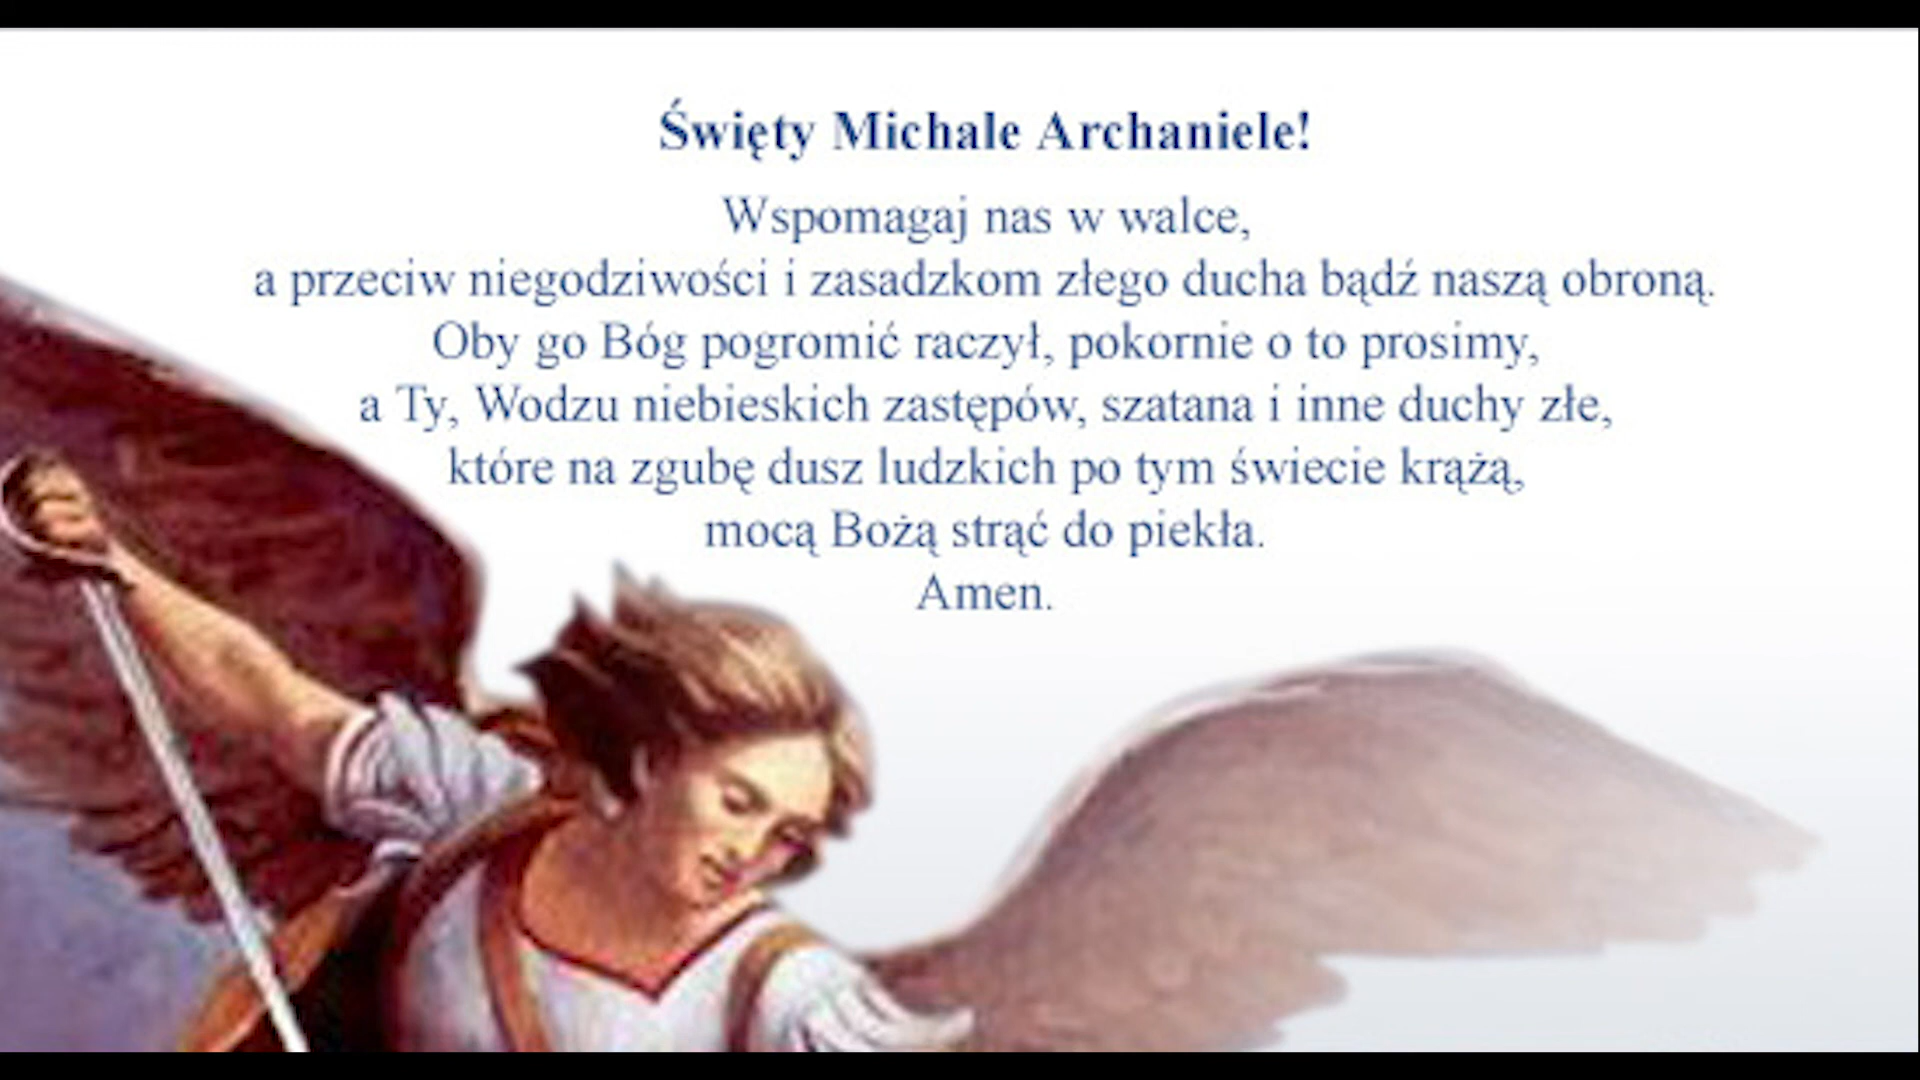 Święty Michale Archaniele!
Wspomagaj nas w walce,
a przeciw niegodziwości i zasadzkom złego ducha bądź naszą obroną.
Oby go Bóg pogromić raczył, pokornie o to prosimy,
a Ty, Wodzu niebieskich zastępów, szatana i inne duchy złe,
które na zgubę dusz ludzkich po tym świecie krążą,
mocą Bożą strąć do piekła.
Amen.